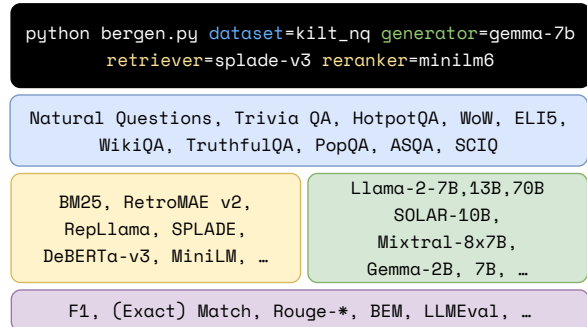 python bergen.py dataset=kilt_nq generator=gemma-7b
retriever=splade-v3 reranker=minilm6
Natural Questions, Trivia QA, HotpotQA, WoW, ELI5,
WikiQA, TruthfulQA, PopQA, ASQA, SCIQ
BM25, RetroMAE v2,
RepLlama, SPLADE,
DeBERTa-v3, MiniLM, …
Llama-2-7B,13B,70B
SOLAR-10B,
Mixtral-8x7B,
Gemma-2B, 7B, …
F1, (Exact) Match, Rouge-*, BEM, LLMEval, …